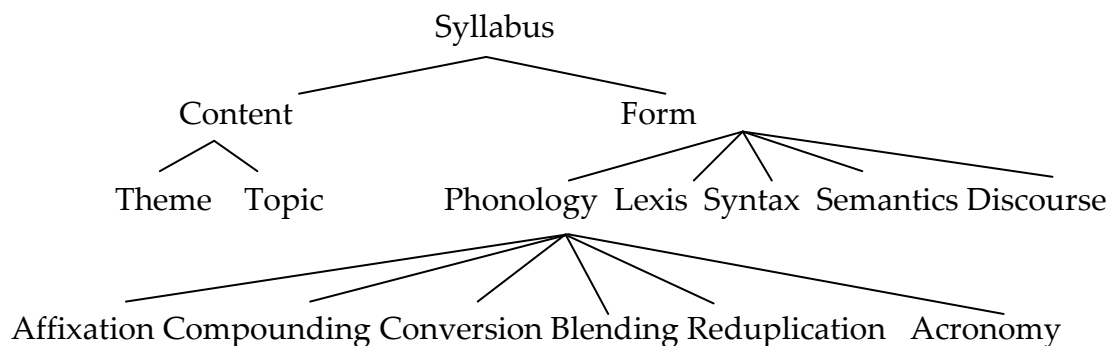 Syllabus
Content Form
Theme Topic Phonology Lexis Syntax Semantics Discourse
Affixation Compounding Conversion Blending Reduplication Acronomy